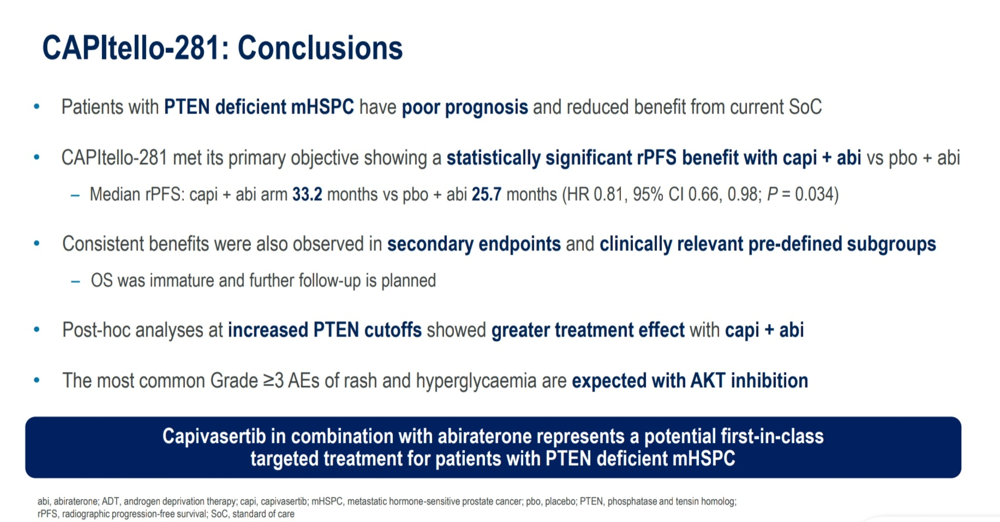 CAPItello-281: Conclusions
• Patients with PTEN deficient mHSPC have poor prognosis and reduced benefit from current SoC
• CAPItello-281 met its primary objective showing a statistically significant rPFS benefit with capi + abi vs pbo + abi
– Median rPFS: capi + abi arm 33.2 months vs pbo + abi 25.7 months (HR 0.81, 95% CI 0.66, 0.98; P = 0.034)
• Consistent benefits were also observed in secondary endpoints and clinically relevant pre-defined subgroups
– OS was immature and further follow-up is planned
• Post-hoc analyses at increased PTEN cutoffs showed greater treatment effect with capi + abi
• The most common Grade ≥3 AEs of rash and hyperglycaemia are expected with AKT inhibition
Capivasertib in combination with abiraterone represents a potential first-in-class
targeted treatment for patients with PTEN deficient mHSPC
abi, abiraterone; ADT, androgen deprivation therapy; capi, capivasertib; mHSPC, metastatic hormone-sensitive prostate cancer; pbo, placebo; PTEN, phosphatase and tensin homolog;
rPFS, radiographic progression-free survival; SoC, standard of care